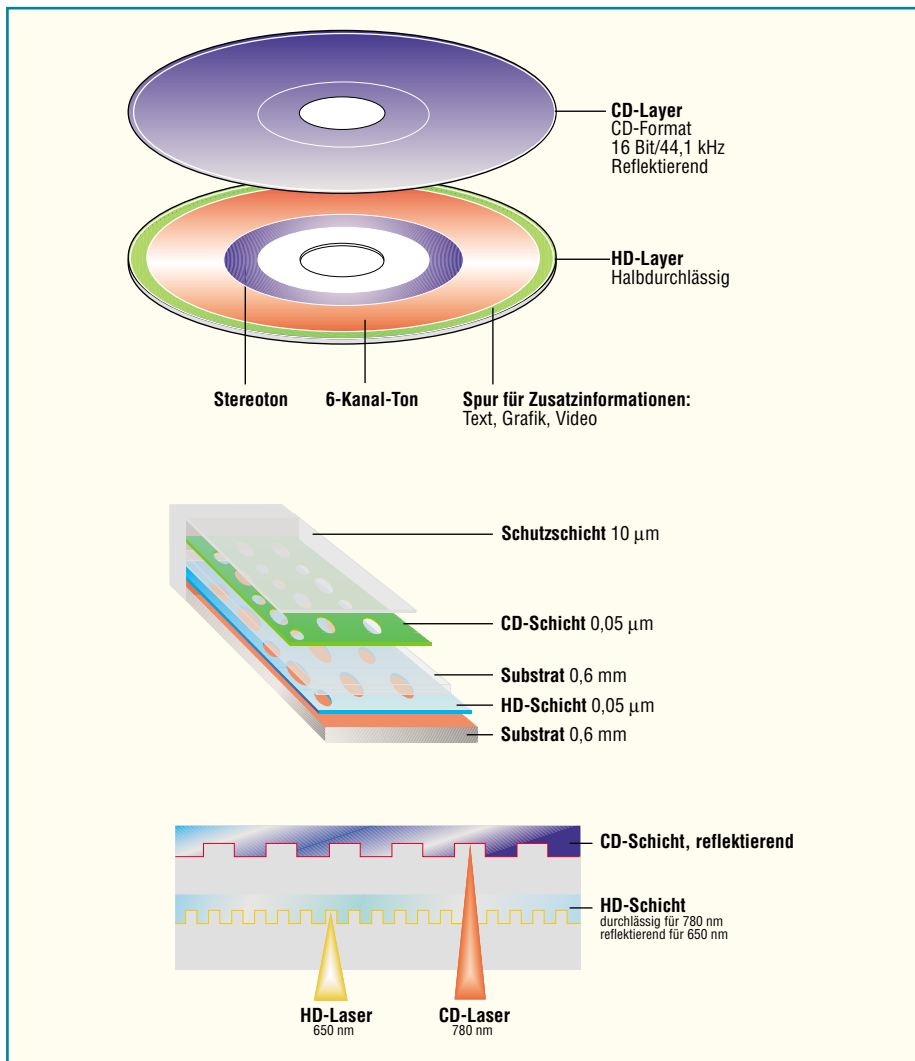 CD-Layer
CD-Format
16 Bit/44,1 kHz
Reflektierend
HD-Layer
Halbdurchlässig
Stereoton
6-Kanal-Ton
Spur für Zusatzinformationen:
Text, Grafik, Video
Schutzschicht 10 µm
CD-Schicht 0,05 µm
Substrat 0,6 mm
HD-Schicht 0,05 µm
Substrat 0,6 mm
CD-Schicht, reflektierend
HD-Schicht
durchlässig für 780 nm
reflektierend für 650 nm
HD-Laser
650 nm
CD-Laser
780 nm